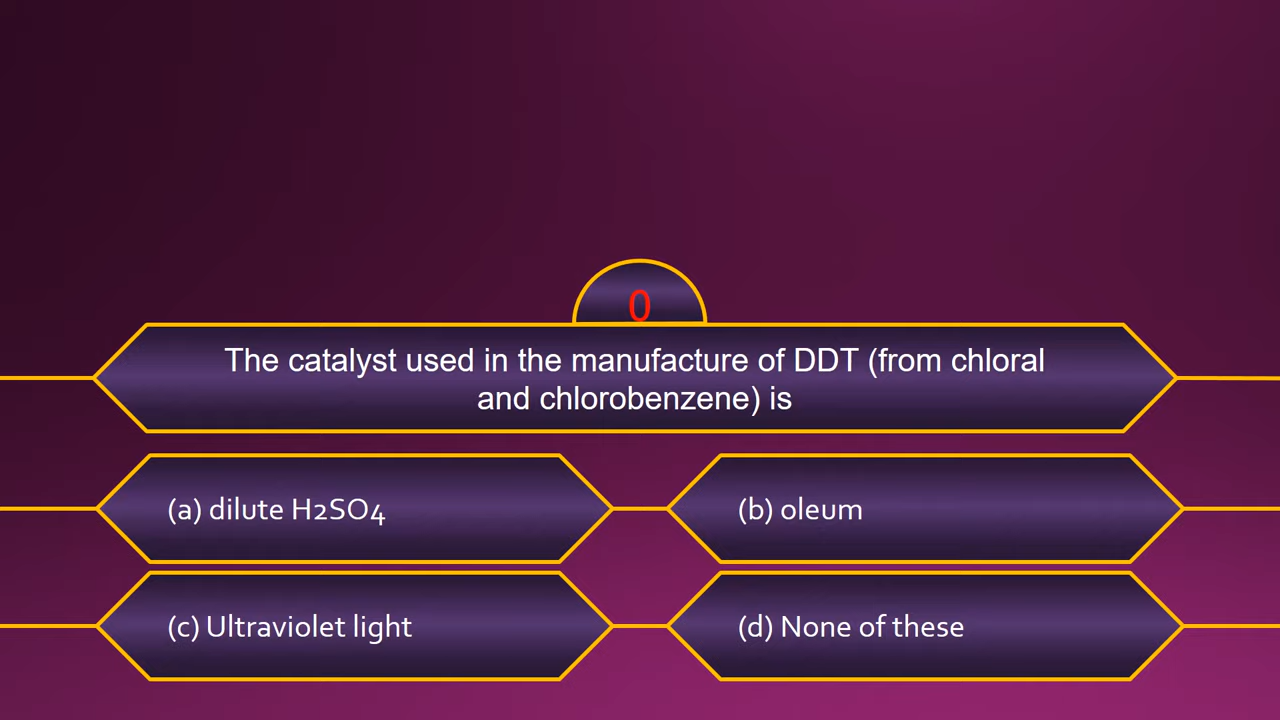 0
The catalyst used in the manufacture of DDT (from chloral
and chlorobenzene) is
(a) dilute H2SO4
(b) oleum
(c) Ultraviolet light
(d) None of these